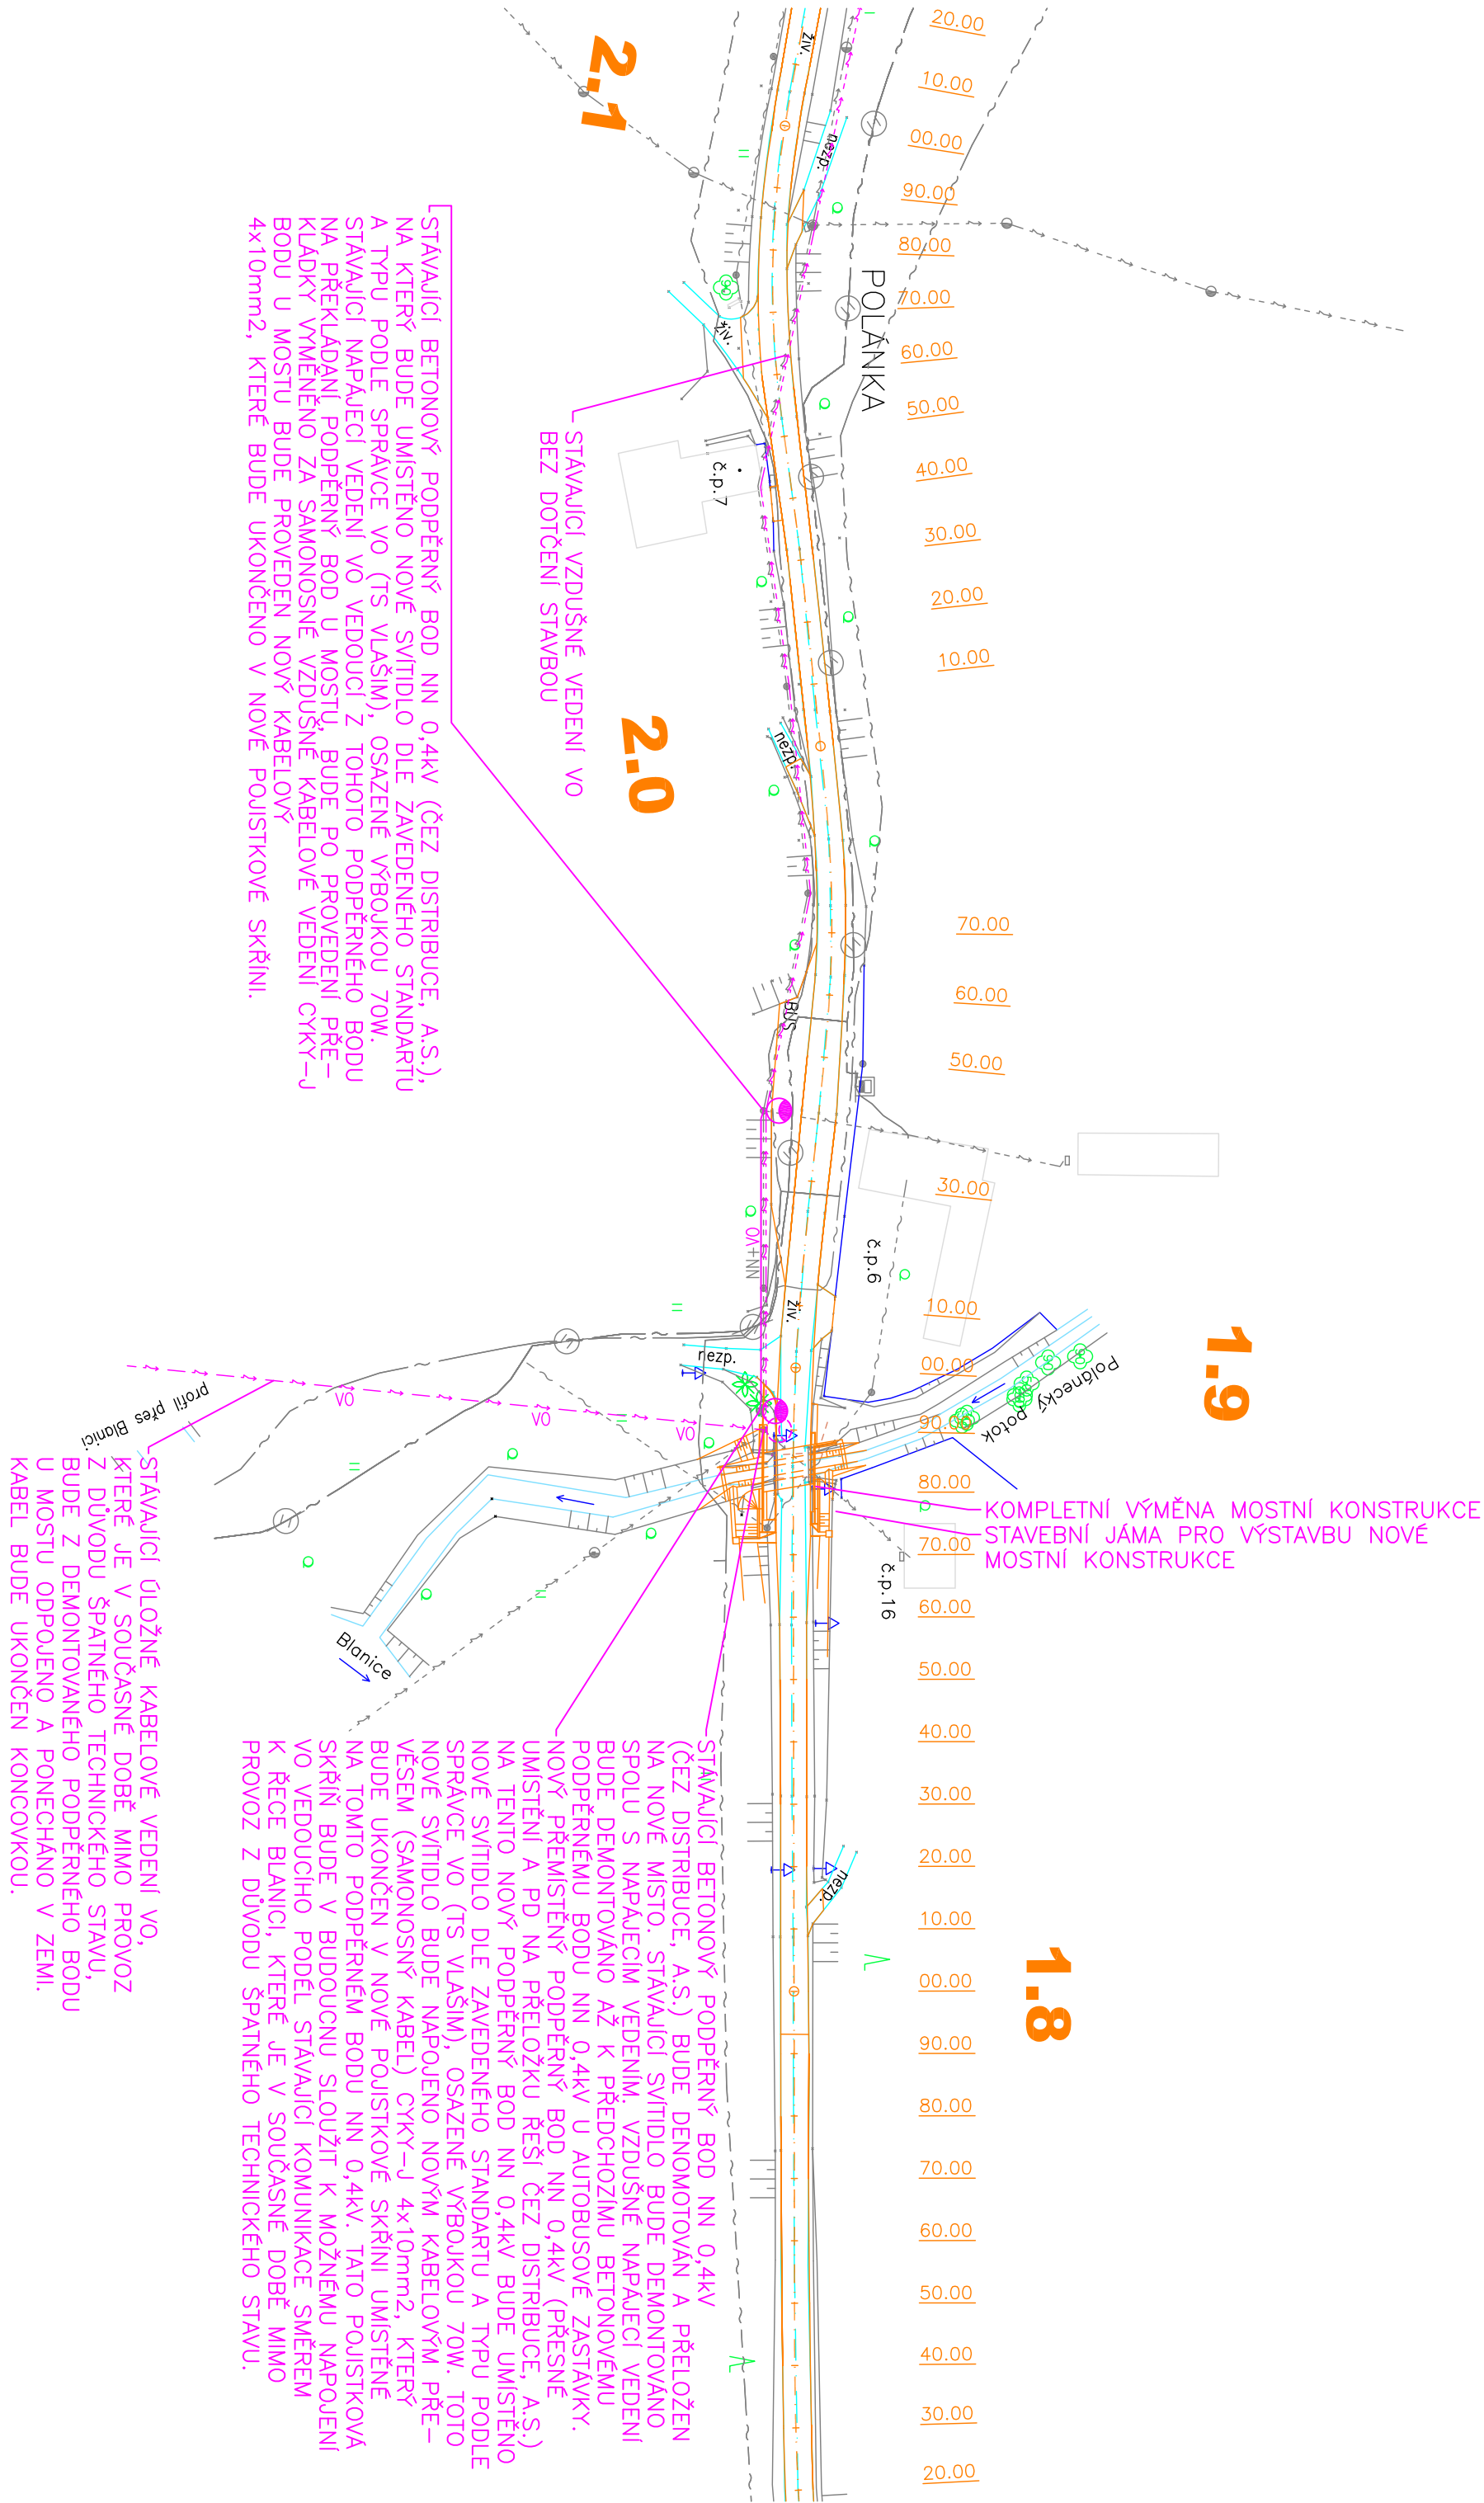 20.00
10.00
00.00
90.00
80.00
70.00
60.00
50.00
40.00
30.00
20.00
10.00
70.00
60.00
50.00
30.00
10.00
00.00
90.00
80.00
70.00
60.00
50.00
40.00
30.00
20.00
10.00
00.00
90.00
80.00
70.00
60.00
50.00
40.00
30.00
20.00
2.1
2.0
1.9
1.8
živ.
nezp.
POLÁNKA
živ.
č.p.7
nezp.
BUS
č.p.6
VO+NN
živ.
nezp.
Polánecký potok
č.p.16
Blanice
profil přes Blanici
VO
VO
VO
nezp.
STÁVAJÍCÍ VZDUŠNÉ VEDENÍ VO
BEZ DOTČENÍ STAVBOU
STÁVAJÍCÍ BETONOVÝ PODPĚRNÝ BOD NN 0,4kV (ČEZ DISTRIBUCE, A.S.),
NA KTERÝ BUDE UMÍSTĚNO NOVÉ SVÍTIDLO DLE ZAVEDENÉHO STANDARTU
A TYPU PODLE SPRÁVCE VO (TS VLAŠIM), OSAZENÉ VÝBOJKOU 70W.
STÁVAJÍCÍ NAPÁJECÍ VEDENÍ VO VEDOUCÍ Z TOHOTO PODPĚRNÉHO BODU
NA PŘEKLÁDANÍ PODPĚRNÝ BOD U MOSTU, BUDE PO PROVEDENÍ PŘE-
KLÁDKY VYMĚNĚNO ZA SAMONOSNÉ VZDUŠNÉ KABELOVÉ VEDENÍ CYKY-J
BODU U MOSTU BUDE PROVEDEN NOVÝ KABELOVÝ
4x10mm2, KTERÉ BUDE UKONČENO V NOVÉ POJISTKOVÉ SKŘÍNI.
KOMPLETNÍ VÝMĚNA MOSTNÍ KONSTRUKCE
STAVEBNÍ JÁMA PRO VÝSTAVBU NOVÉ
MOSTNÍ KONSTRUKCE
STÁVAJÍCÍ BETONOVÝ PODPĚRNÝ BOD NN 0,4kV
(ČEZ DISTRIBUCE, A.S.) BUDE DENOMOTOVÁN A PŘELOŽEN
NA NOVÉ MÍSTO. STÁVAJÍCÍ SVÍTIDLO BUDE DEMONTOVÁNO
SPOLU S NAPÁJECÍM VEDENÍM. VZDUŠNÉ NAPÁJECÍ VEDENÍ
BUDE DEMONTOVÁNO AŽ K PŘEDCHOZÍMU BETONOVÉMU
PODPĚRNÉMU BODU NN 0,4kV U AUTOBUSOVÉ ZASTÁVKY.
NOVÝ PŘEMÍSTĚNÝ PODPĚRNÝ BOD NN 0,4kV (PŘESNÉ
UMÍSTĚNÍ A PD NA PŘELOŽKU ŘEŠÍ ČEZ DISTRIBUCE, A.S.)
NA TENTO NOVÝ PODPĚRNÝ BOD NN 0,4kV BUDE UMÍSTĚNO
NOVÉ SVÍTIDLO DLE ZAVEDENÉHO STANDARTU A TYPU PODLE
SPRÁVCE VO (TS VLAŠIM), OSAZENÉ VÝBOJKOU 70W. TOTO
NOVÉ SVÍTIDLO BUDE NAPOJENO NOVÝM KABELOVÝM PŘE-
VĚSEM (SAMONOSNÝ KABEL) CYKY-J 4x10mm2, KTERÝ
BUDE UKONČEN V NOVÉ POJISTKOVÉ SKŘÍNI UMÍSTĚNÉ
NA TOMTO PODPĚRNÉM BODU NN 0,4kV. TATO POJISTKOVÁ
SKŘÍŇ BUDE V BUDOUCNU SLOUŽIT K MOŽNÉMU NAPOJENÍ
VO VEDOUCÍHO PODÉL STÁVAJÍCÍ KOMUNIKACE SMĚREM
K ŘECE BLANICI, KTERÉ JE V SOUČASNÉ DOBĚ MIMO
PROVOZ Z DŮVODU ŠPATNÉHO TECHNICKÉHO STAVU.
STÁVAJÍCÍ ÚLOŽNÉ KABELOVÉ VEDENÍ VO,
KTERÉ JE V SOUČASNÉ DOBĚ MIMO PROVOZ
Z DŮVODU ŠPATNÉHO TECHNICKÉHO STAVU,
BUDE Z DEMONTOVANÉHO PODPĚRNÉHO BODU
U MOSTU ODPOJENO A PONECHÁNO V ZEMI.
KABEL BUDE UKONČEN KONCOVKOU.